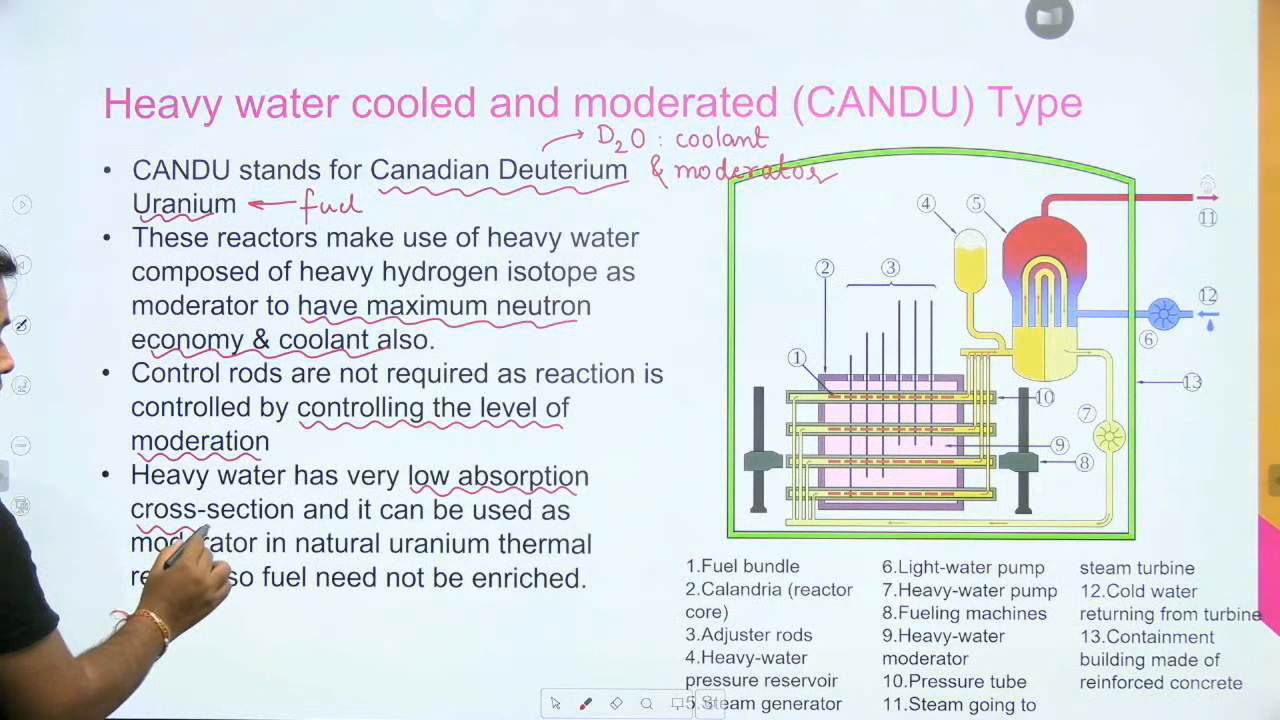 Heavy water cooled and moderated (CANDU) Type
D2O : coolant
& moderator
• CANDU stands for Canadian Deuterium
Uranium ← fuel
• These reactors make use of heavy water
composed of heavy hydrogen isotope as
moderator to have maximum neutron
economy & coolant also.
• Control rods are not required as reaction is
controlled by controlling the level of
moderation
• Heavy water has very low absorption
cross-section and it can be used as
moderator in natural uranium thermal
so fuel need not be enriched.
④
⑤
⑪
②
③
⑫
⑥
①
⑬
⑩
⑦
⑨
⑧
1.Fuel bundle
2.Calandria (reactor
core)
3.Adjuster rods
4.Heavy-water
pressure reservoir
5.Steam generator
6.Light-water pump
7.Heavy-water pump
8.Fueling machines
9.Heavy-water
moderator
10.Pressure tube
11.Steam going to
steam turbine
12.Cold water
returning from turbine
13.Containment
building made of
reinforced concrete